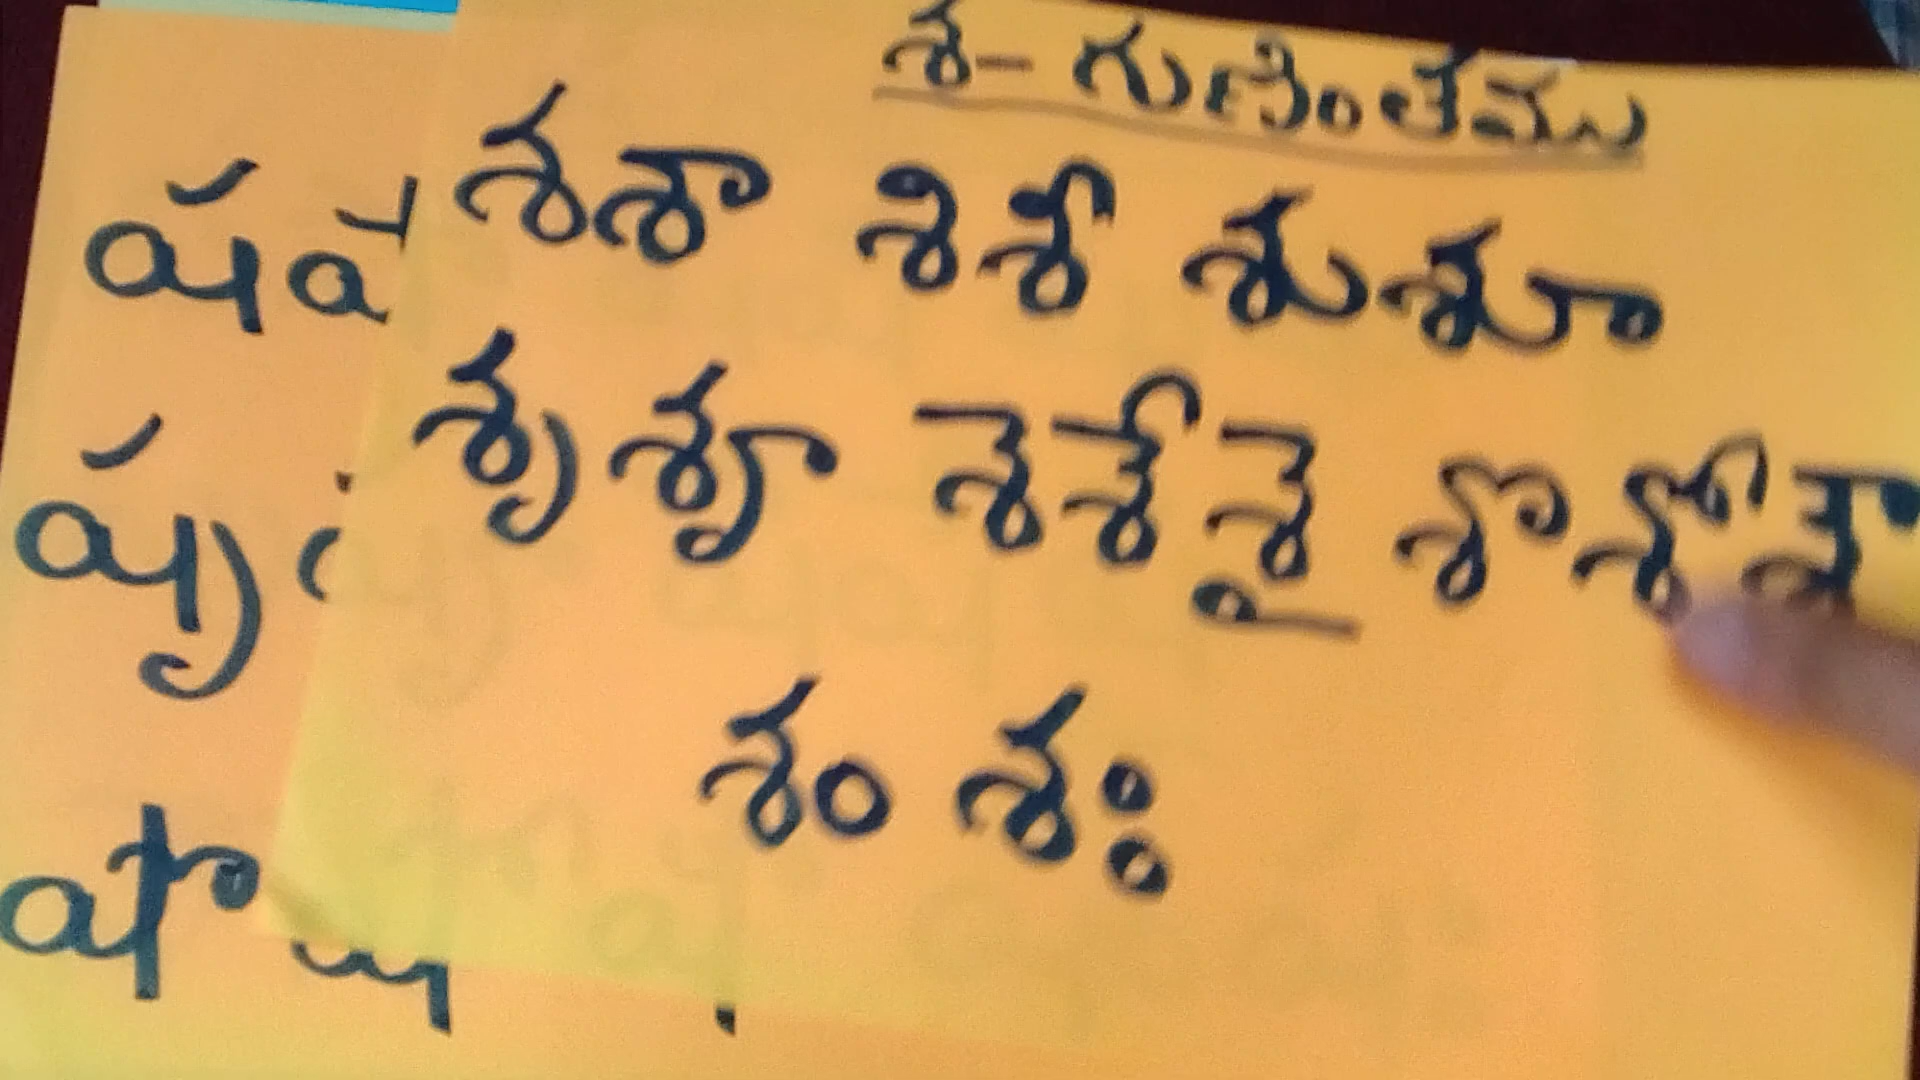 శ- గుణింతము
శ శా శి శీ శు శూ
శృ శౄ శె శే శై శొ శో శౌ
శం శః
ష
షృ
షొ